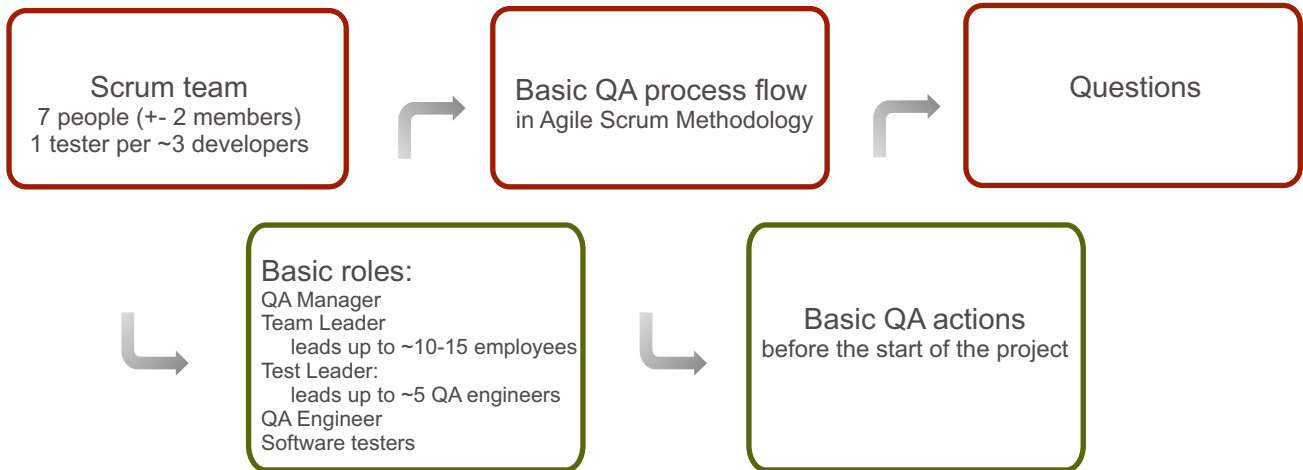 Scrum team
7 people (+- 2 members)
1 tester per ~3 developers
Basic roles:
QA Manager
Team Leader
leads up to ~10-15 employees
Test Leader:
leads up to ~5 QA engineers
QA Engineer
Software testers
Basic QA process flow
in Agile Scrum Methodology
Basic QA actions
before the start of the project
Questions